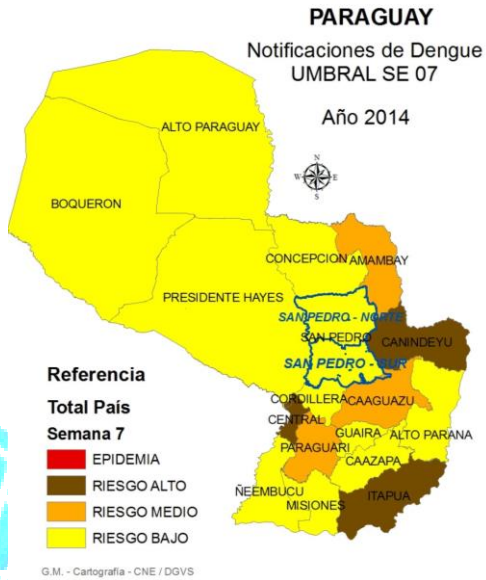 PARAGUAY
Notificaciones de Dengue
UMBRAL SE 07
Año 2014
N
W E
S
ALTO PARAGUAY
BOQUERON
CONCEPCION
AMAMBAY
PRESIDENTE HAYES
SAN PEDRO - NORTE
SAN PEDRO
CANINDEYU
SAN PEDRO - SUR
CORDILLERA
CAAGUAZU
CENTRAL
GUAIRA
ALTO PARANA
PARAGUARI
CAAZAPA
ÑEEMBUCU
MISIONES
ITAPUA
Referencia
Total País
Semana 7
EPIDEMIA
RIESGO ALTO
RIESGO MEDIO
RIESGO BAJO
G.M. - Cartografía - CNE / DGVS